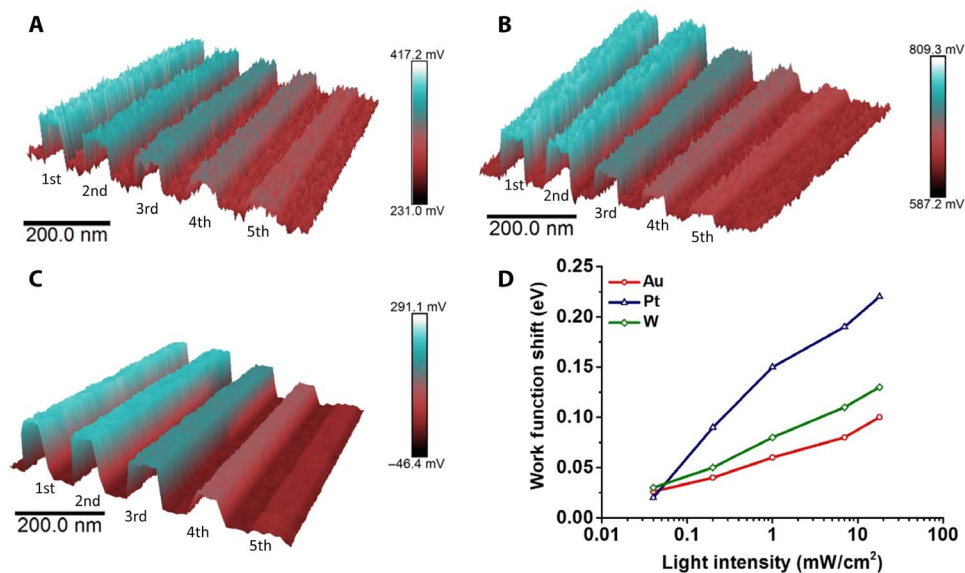 A
417.2 mV
231.0 mV
1st
2nd
3rd
4th
5th
200.0 nm
B
809.3 mV
587.2 mV
1st
2nd
3rd
4th
5th
200.0 nm
C
291.1 mV
–46.4 mV
1st
2nd
3rd
4th
5th
200.0 nm
D
Work function shift (eV)
0.25
0.20
0.15
0.10
0.05
0.00
Au
Pt
W
0.01
0.1
1
10
100
Light intensity (mW/cm²)